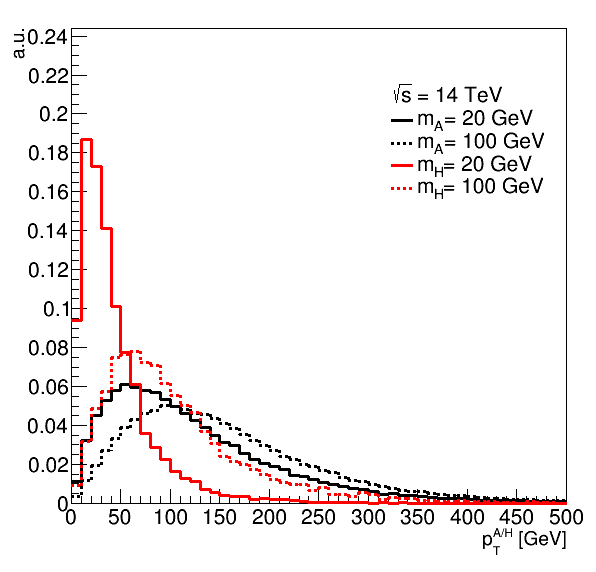 a.u.
0.24
0.22
0.2
0.18
0.16
0.14
0.12
0.1
0.08
0.06
0.04
0.02
0
√s = 14 TeV
m_A = 20 GeV
m_A = 100 GeV
m_H = 20 GeV
m_H = 100 GeV
0 50 100 150 200 250 300 350 400 450 500
p_T^A/H [GeV]